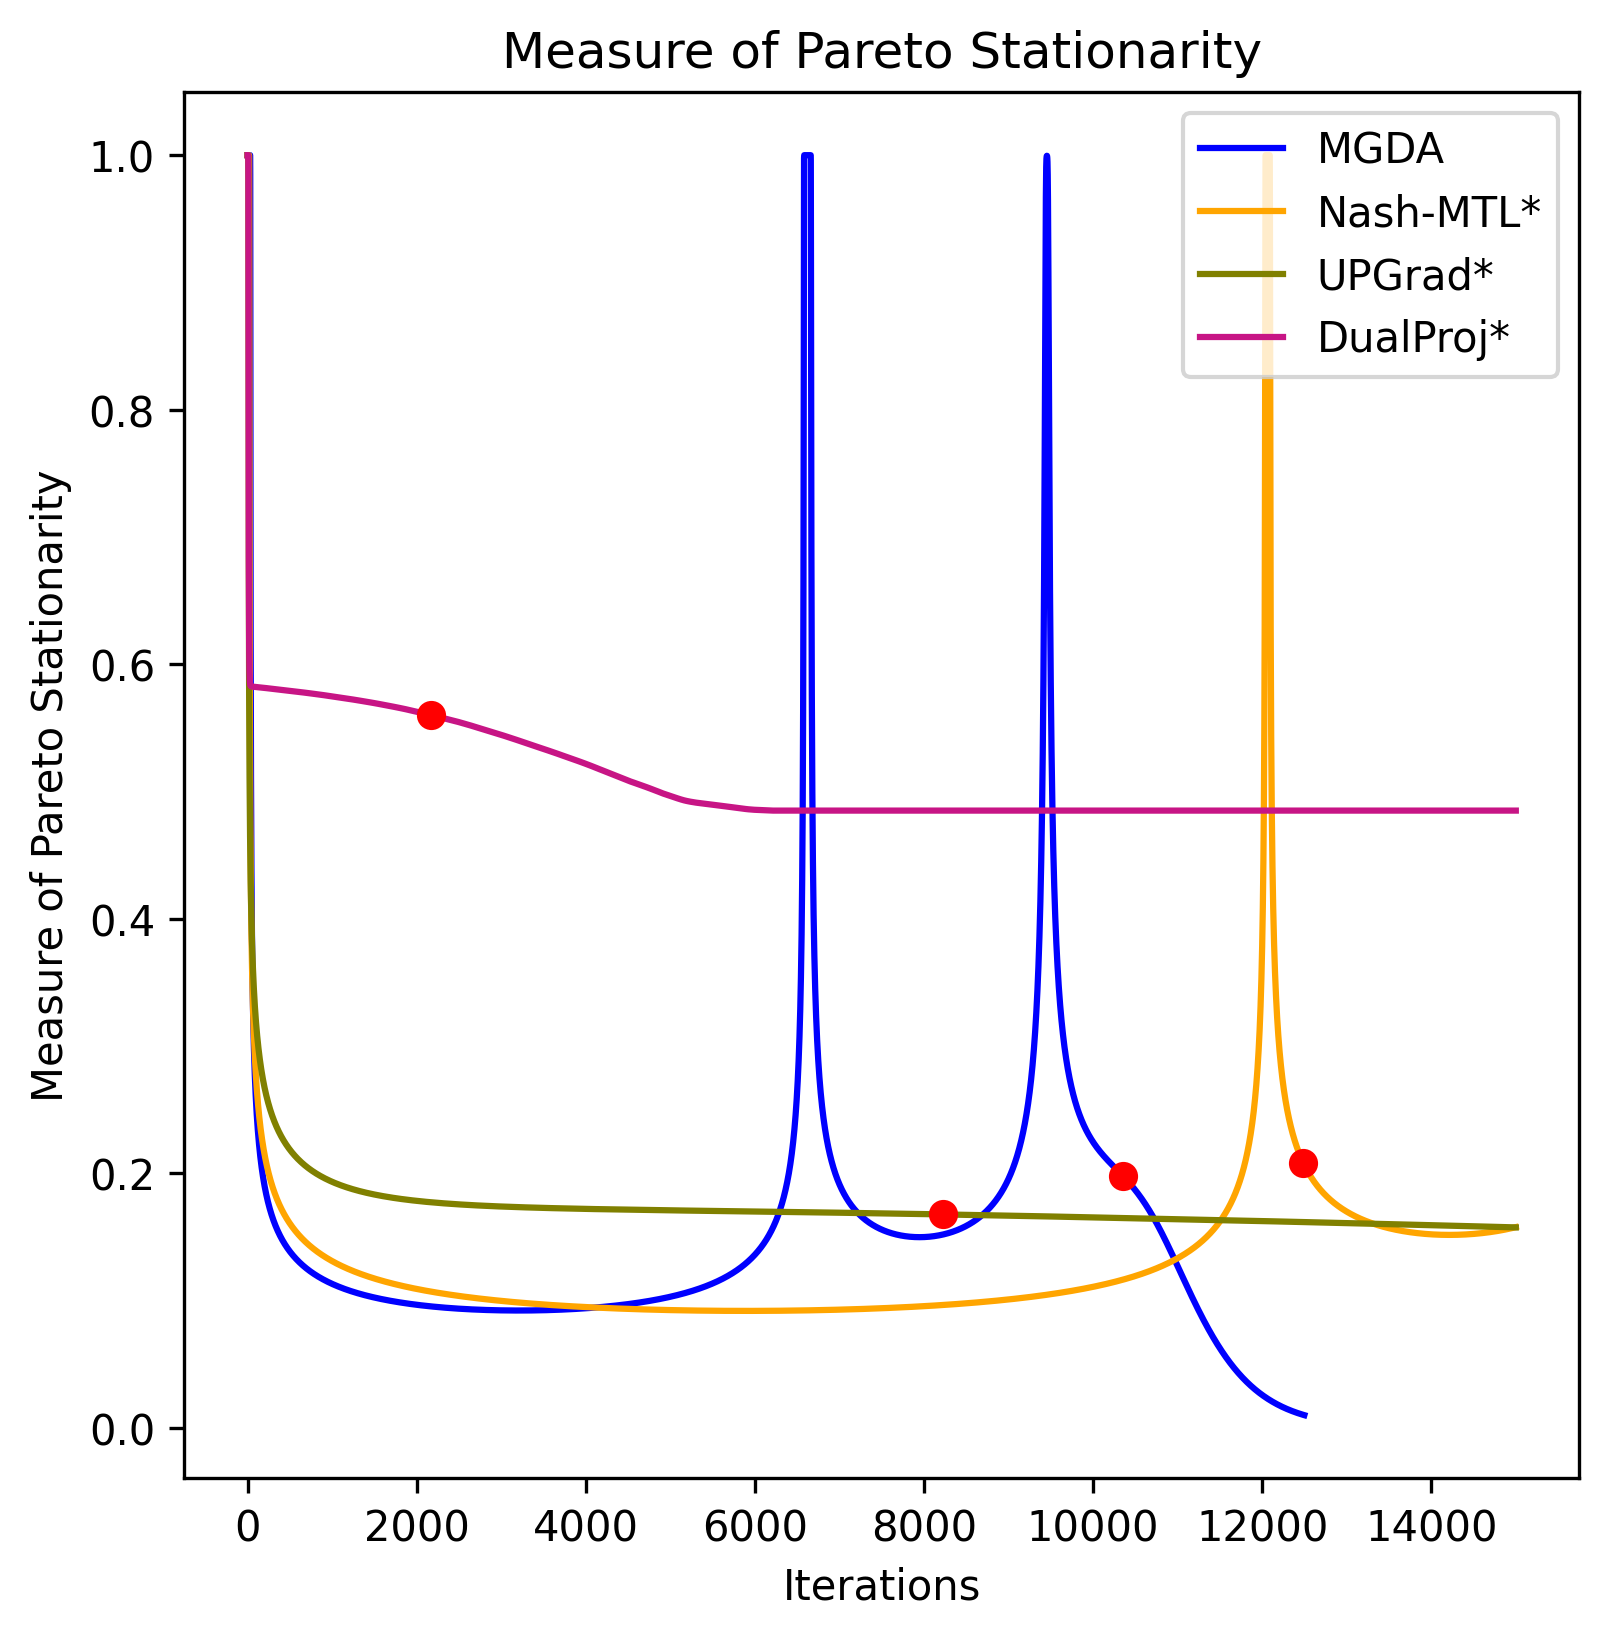 Measure of Pareto Stationarity
MGDA
Nash-MTL*
UPGrad*
DualProj*
Measure of Pareto Stationarity
1.0
0.8
0.6
0.4
0.2
0.0
0 2000 4000 6000 8000 10000 12000 14000
Iterations